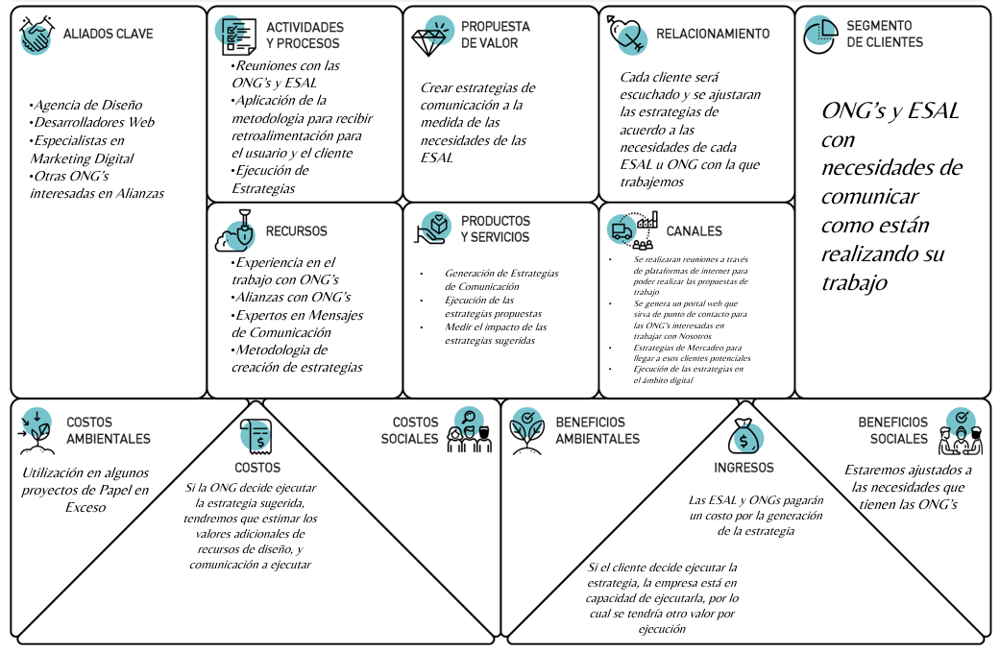 ALIADOS CLAVE
•Agencia de Diseño
•Desarrolladores Web
•Especialistas en
Marketing Digital
•Otras ONG's
interesadas en Alianzas
ACTIVIDADES
Y PROCESOS
•Reuniones con las
ONG's y ESAL
•Aplicación de la
metodologia para recibir
retroalimentación para
el usuario y el cliente
•Ejecución de
Estrategias
PROPUESTA
DE VALOR
Crear estrategias de
comunicación a la
medida de las
necesidades de las
ESAL
RELACIONAMIENTO
Cada cliente será
escuchado y se ajustaran
las estrategias de
acuerdo a las
necesidades de cada
ESAL u ONG con la que
trabajemos
SEGMENTO
DE CLIENTES
ONG's y ESAL
con
necesidades de
comunicar
como están
realizando su
trabajo
RECURSOS
•Experiencia en el
trabajo con ONG's
•Alianzas con ONG's
•Expertos en Mensajes
de Comunicación
•Metodologia de
creación de estrategias
PRODUCTOS
Y SERVICIOS
• Generación de Estrategias
de Comunicación
• Ejecución de las
estrategias propuestas
• Medir el impacto de las
estrategias sugeridas
CANALES
• Se realizaran reuniones a través
de plataformas de internet para
poder realizar las propuestas de
trabajo
• Se genera un portal web que
sirva de punto de contacto para
las ONG's interesadas en
trabajar con Nosotros
• Estrategias de Mercadeo para
llegar a esos clientes potenciales
• Ejecución de las estrategias en
el ámbito digital
COSTOS
AMBIENTALES
Utilización en algunos
proyectos de Papel en
Exceso
COSTOS
Si la ONG decide ejecutar
la estrategia sugerida,
tendremos que estimar los
valores adicionales de
recursos de diseño, y
comunicación a ejecutar
COSTOS
SOCIALES
BENEFICIOS
AMBIENTALES
INGRESOS
Las ESAL y ONGs pagarán
un costo por la generación
de la estrategia
Si el cliente decide ejecutar la
estrategia, la empresa está en
capacidad de ejecutarla, por lo
cual se tendría otro valor por
ejecución
BENEFICIOS
SOCIALES
Estaremos ajustados a
las necesidades que
tienen las ONG's